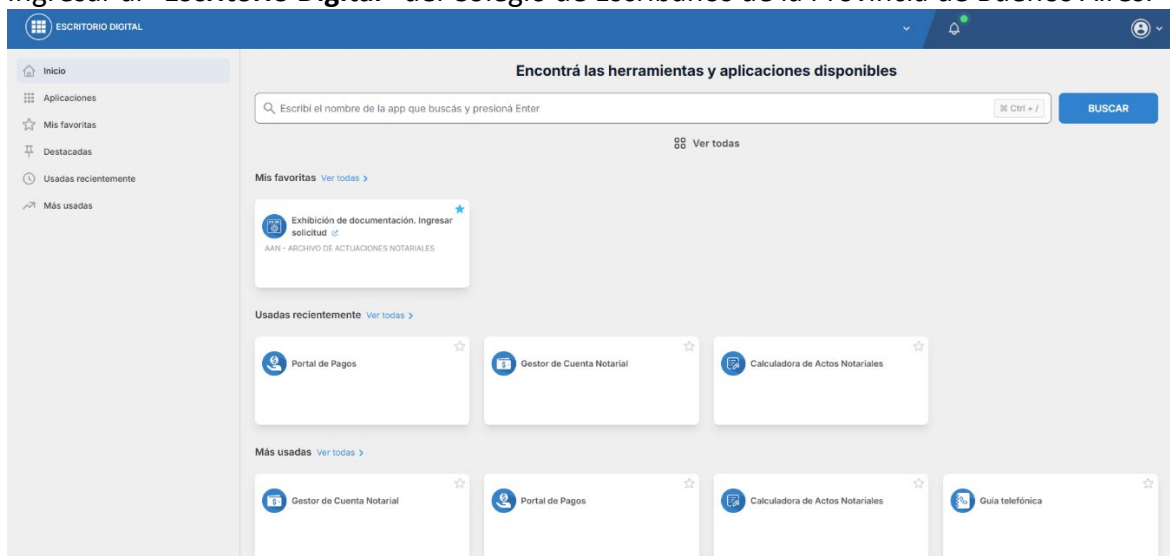 Ingresar al "Escritorio Digital" del Colegio de Escribanos de la Provincia de Buenos Aires.
ESCRITORIO DIGITAL
Inicio
Aplicaciones
Mis favoritas
Destacadas
Usadas recientemente
Más usadas
Encontrá las herramientas y aplicaciones disponibles
Escribí el nombre de la app que buscás y presioná Enter
⌘ Ctrl + /
BUSCAR
Ver todas
Mis favoritas Ver todas >
Exhibición de documentación. Ingresar
solicitud
AAN - ARCHIVO DE ACTUACIONES NOTARIALES
Usadas recientemente Ver todas >
Portal de Pagos
Gestor de Cuenta Notarial
Calculadora de Actos Notariales
Más usadas Ver todas >
Gestor de Cuenta Notarial
Portal de Pagos
Calculadora de Actos Notariales
Guía telefónica